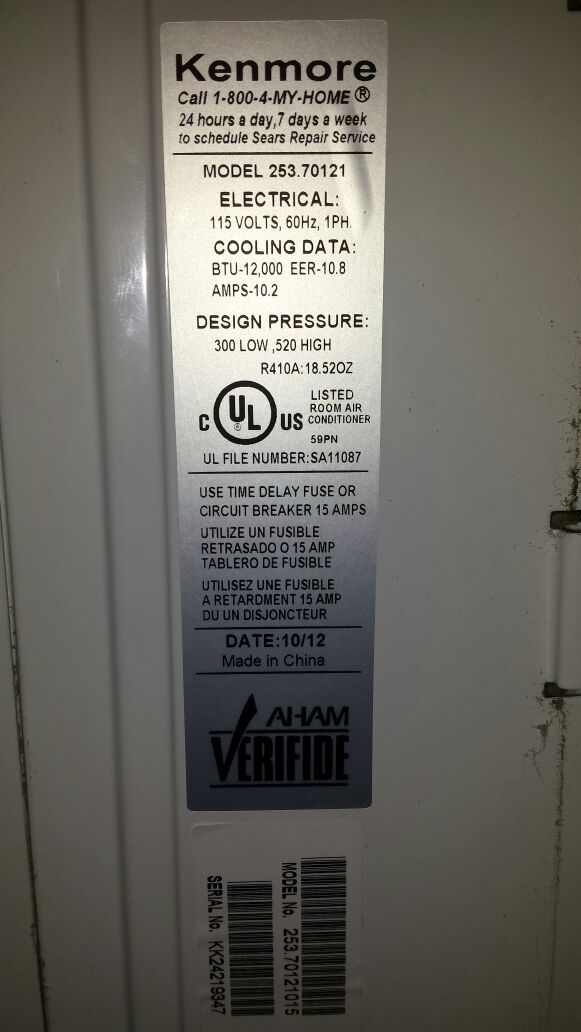 Kenmore
Call 1-800-4-MY-HOME ®
24 hours a day,7 days a week
to schedule Sears Repair Service
MODEL 253.70121
ELECTRICAL:
115 VOLTS, 60Hz, 1PH.
COOLING DATA:
BTU-12,000 EER-10.8
AMPS-10.2
DESIGN PRESSURE:
300 LOW ,520 HIGH
R410A:18.52OZ
C UL ® US
LISTED
ROOM AIR
CONDITIONER
59PN
UL FILE NUMBER:SA11087
USE TIME DELAY FUSE OR
CIRCUIT BREAKER 15 AMPS
UTILIZE UN FUSIBLE
RETRASADO O 15 AMP
TABLERO DE FUSIBLE
UTILISEZ UNE FUSIBLE
A RETARDMENT 15 AMP
DU UN DISJONCTEUR
DATE:10/12
Made in China
AHAM
VERIFIDE
MODEL No. 253.70121015
SERIAL No. KK24219347